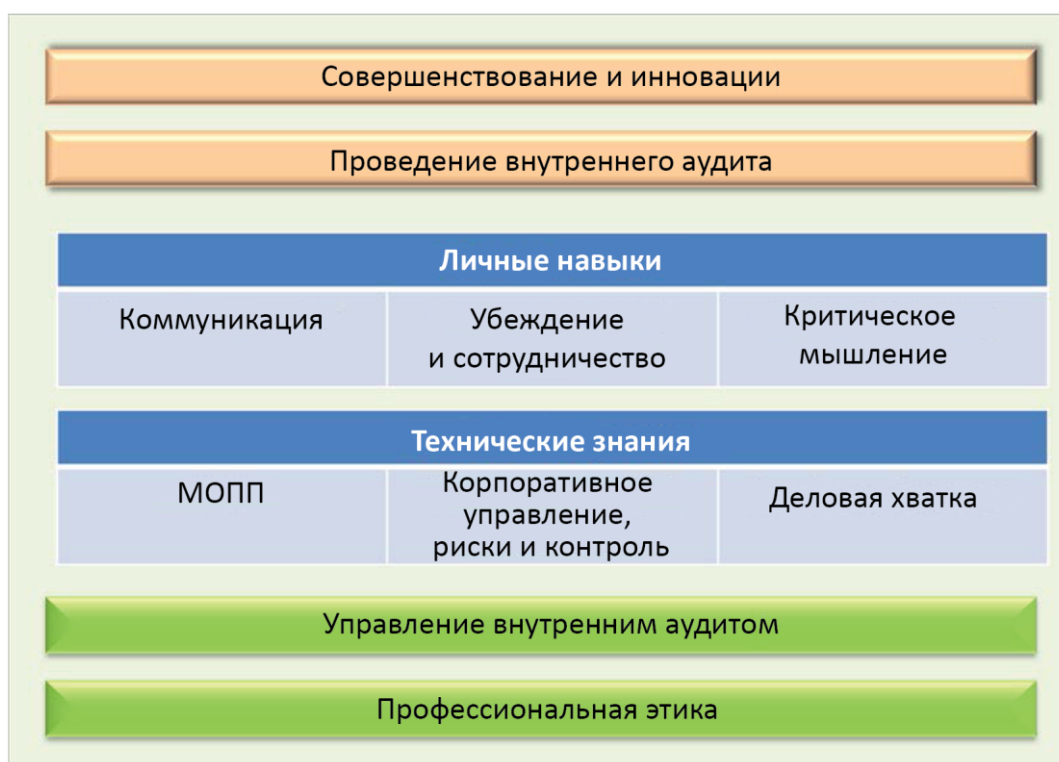 Совершенствование и инновации
Проведение внутреннего аудита
Личные навыки
Коммуникация
Убеждение
и сотрудничество
Критическое
мышление
Технические знания
МОПП
Корпоративное
управление,
риски и контроль
Деловая хватка
Управление внутренним аудитом
Профессиональная этика